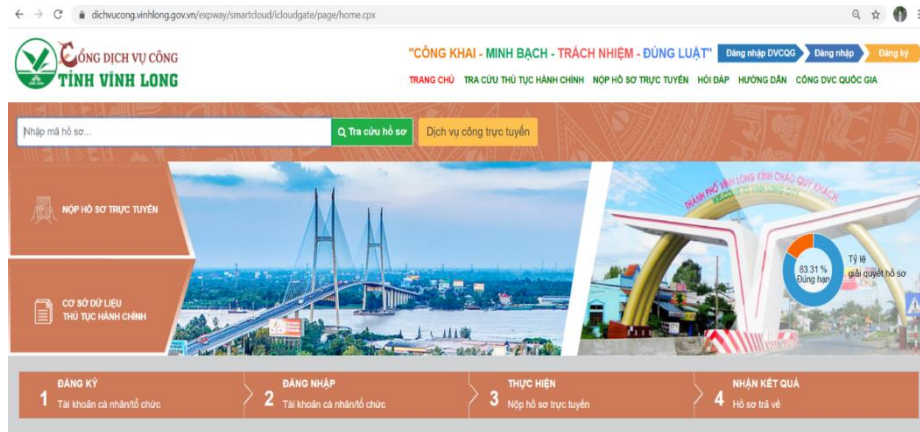 dichvucong.vinhlong.gov.vn/expway/smartcloud/icloudgate/page/home.cpx
CỔNG DỊCH VỤ CÔNG
TỈNH VĨNH LONG
"CÔNG KHAI - MINH BẠCH - TRÁCH NHIỆM - ĐÚNG LUẬT"
Đăng nhập DVCQG
Đăng nhập
Đăng ký
TRANG CHỦ TRA CỨU THỦ TỤC HÀNH CHÍNH NỘP HỒ SƠ TRỰC TUYẾN HỎI ĐÁP HƯỚNG DẪN CỔNG DVC QUỐC GIA
Nhập mã hồ sơ...
Tra cứu hồ sơ
Dịch vụ công trực tuyến
NỘP HỒ SƠ TRỰC TUYẾN
CƠ SỞ DỮ LIỆU
THỦ TỤC HÀNH CHÍNH
THÀNH PHỐ VĨNH LONG KÍNH CHÀO QUÝ KHÁCH
83.31 %
Đúng hạn
Tỷ lệ
giải quyết hồ sơ
1
ĐĂNG KÝ
Tài khoản cá nhân/tổ chức
2
ĐĂNG NHẬP
Tài khoản cá nhân/tổ chức
3
THỰC HIỆN
Nộp hồ sơ trực tuyến
4
NHẬN KẾT QUẢ
Hồ sơ trả về